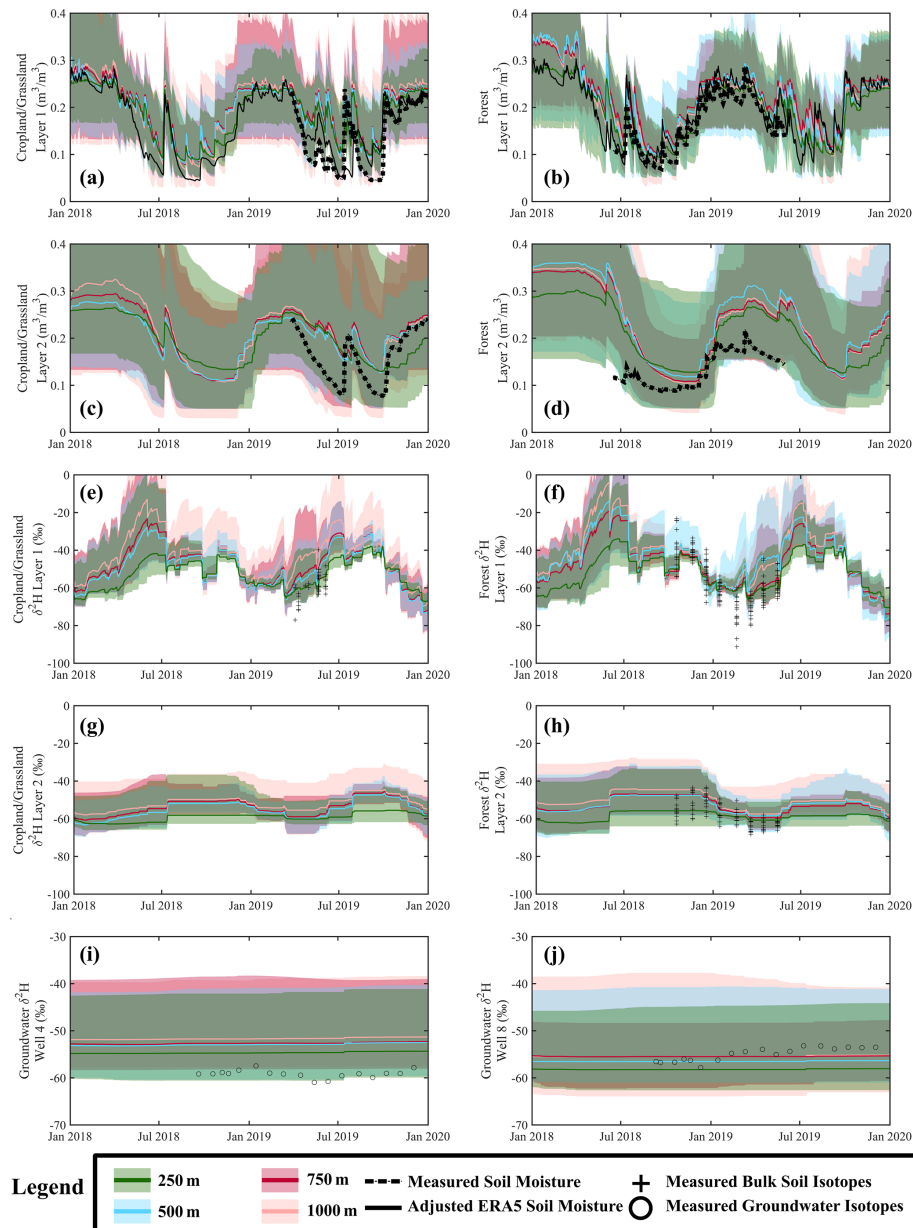 Cropland/Grassland
Layer 1 (m³/m³)
0.4
0.3
0.2
0.1
0
(a)
Jan 2018
Jul 2018
Jan 2019
Jul 2019
Jan 2020
Forest
Layer 1 (m³/m³)
0.4
0.3
0.2
0.1
0
(b)
Jan 2018
Jul 2018
Jan 2019
Jul 2019
Jan 2020
Cropland/Grassland
Layer 2 (m³/m³)
0.4
0.3
0.2
0.1
0
(c)
Jan 2018
Jul 2018
Jan 2019
Jul 2019
Jan 2020
Forest
Layer 2 (m³/m³)
0.4
0.3
0.2
0.1
0
(d)
Jan 2018
Jul 2018
Jan 2019
Jul 2019
Jan 2020
Cropland/Grassland
δ²H Layer 1 (‰)
0
-20
-40
-60
-80
-100
(e)
Jan 2018
Jul 2018
Jan 2019
Jul 2019
Jan 2020
Forest δ²H
Layer 1 (‰)
0
-20
-40
-60
-80
-100
(f)
Jan 2018
Jul 2018
Jan 2019
Jul 2019
Jan 2020
Cropland/Grassland
δ²H Layer 2 (‰)
0
-20
-40
-60
-80
-100
(g)
Jan 2018
Jul 2018
Jan 2019
Jul 2019
Jan 2020
Forest δ²H
Layer 2 (‰)
0
-20
-40
-60
-80
-100
(h)
Jan 2018
Jul 2018
Jan 2019
Jul 2019
Jan 2020
Groundwater δ²H
Well 4 (‰)
-30
-40
-50
-60
-70
(i)
Jan 2018
Jul 2018
Jan 2019
Jul 2019
Jan 2020
Groundwater δ²H
Well 8 (‰)
-30
-40
-50
-60
-70
(j)
Jan 2018
Jul 2018
Jan 2019
Jul 2019
Jan 2020
Legend
250 m
500 m
750 m
1000 m
Measured Soil Moisture
Adjusted ERA5 Soil Moisture
Measured Bulk Soil Isotopes
Measured Groundwater Isotopes